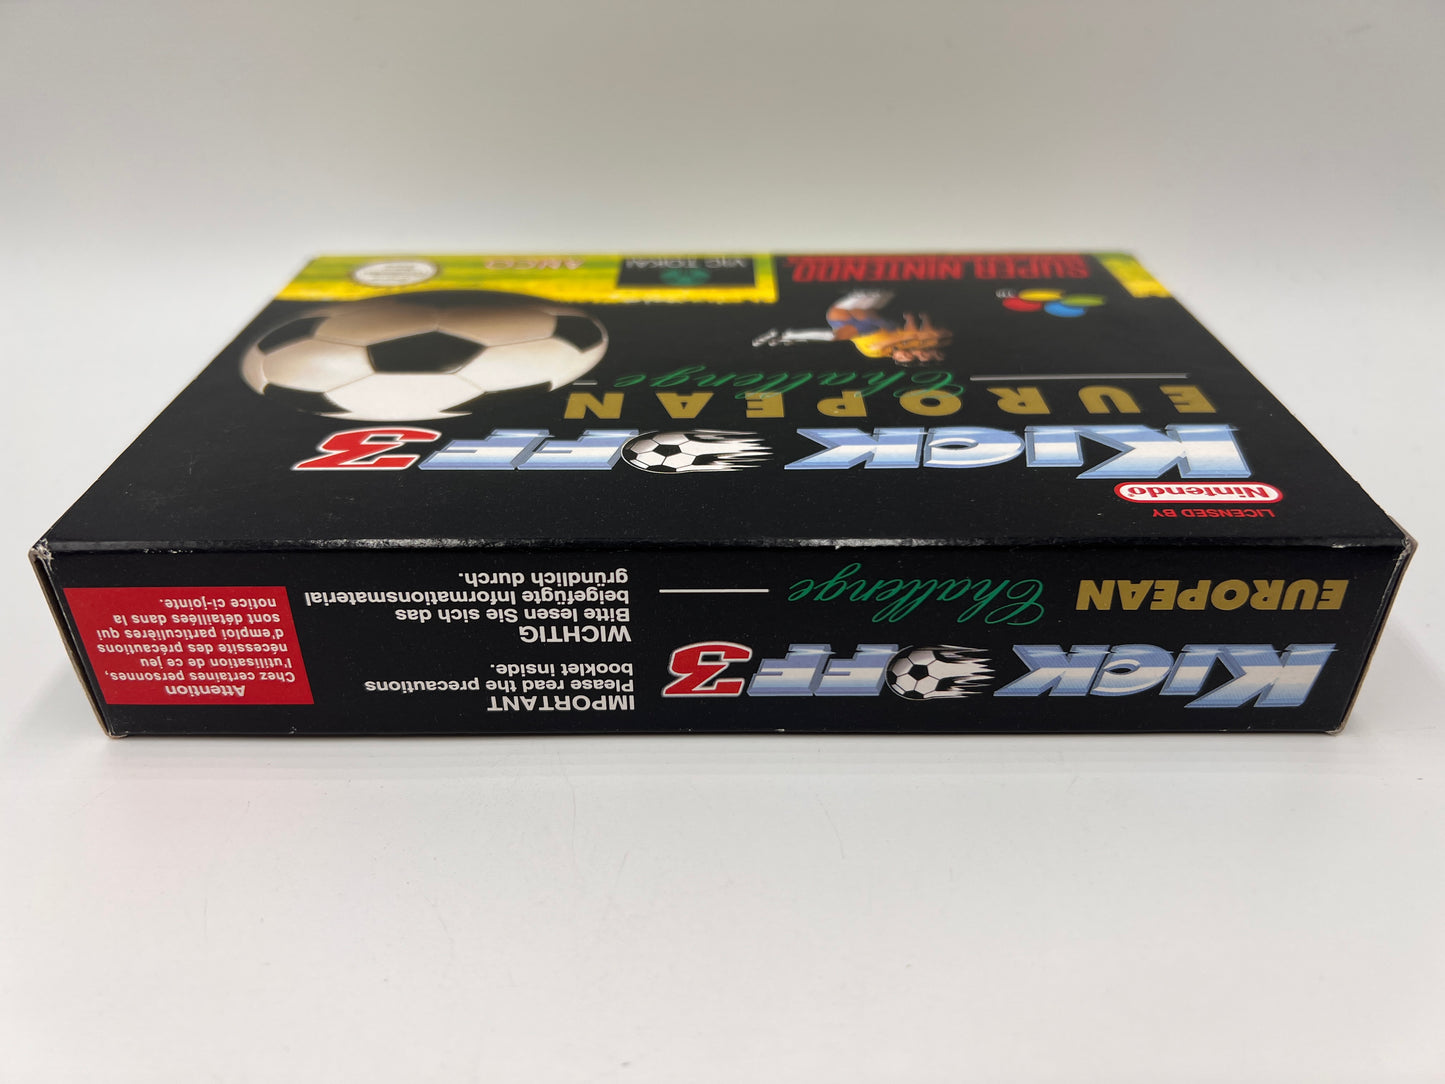 LICENSED BY
Nintendo
KICK OFF 3
EUROPEAN
Challenge
TM
SUPER NINTENDO
VIC TOKAI
ANCO
KICK OFF 3
EUROPEAN
Challenge
IMPORTANT
Please read the precautions
booklet inside.
WICHTIG
Bitte lesen Sie sich das
beigefügte Informationsmaterial
gründlich durch.
Attention
Chez certaines personnes,
l'utilisation de ce jeu
nécessite des précautions
d'emploi particulières qui
sont détaillées dans la
notice ci-jointe.